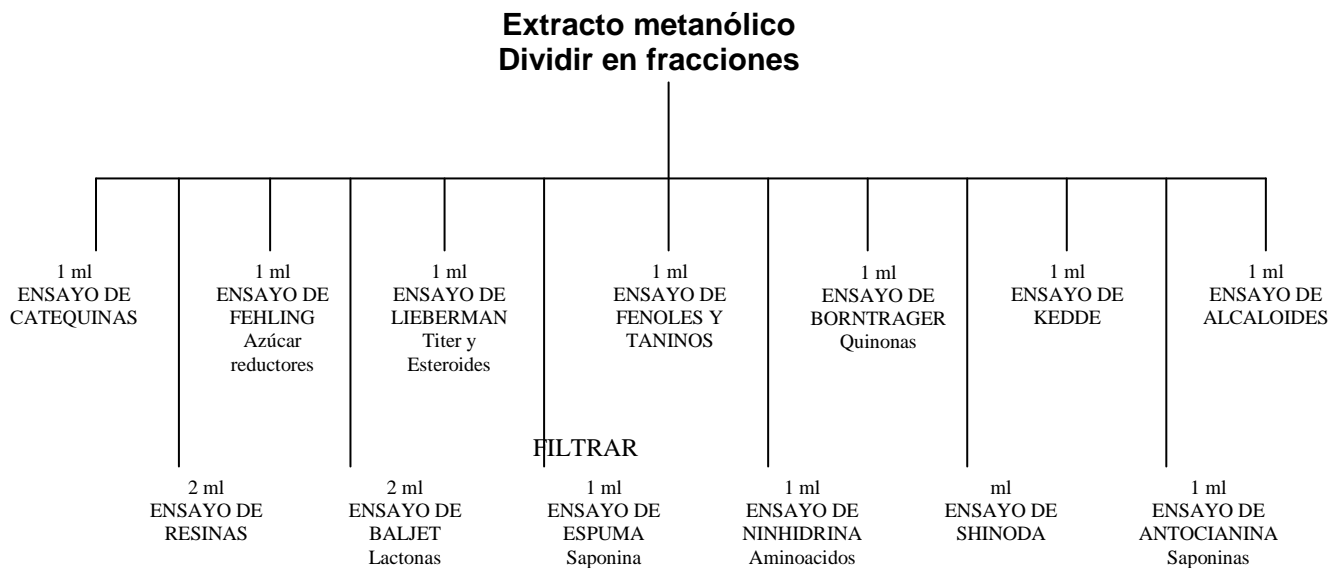 Extracto metanólico
Dividir en fracciones
1 ml
ENSAYO DE
CATEQUINAS
1 ml
ENSAYO DE
FEHLING
Azúcar
reductores
1 ml
ENSAYO DE
LIEBERMAN
Titer y
Esteroides
1 ml
ENSAYO DE
FENOLES Y
TANINOS
1 ml
ENSAYO DE
BORNTRAGER
Quinonas
1 ml
ENSAYO DE
KEDDE
1 ml
ENSAYO DE
ALCALOIDES
FILTRAR
2 ml
ENSAYO DE
RESINAS
2 ml
ENSAYO DE
BALJET
Lactonas
1 ml
ENSAYO DE
ESPUMA
Saponina
1 ml
ENSAYO DE
NINHIDRINA
Aminoacidos
ml
ENSAYO DE
SHINODA
1 ml
ENSAYO DE
ANTOCIANINA
Saponinas